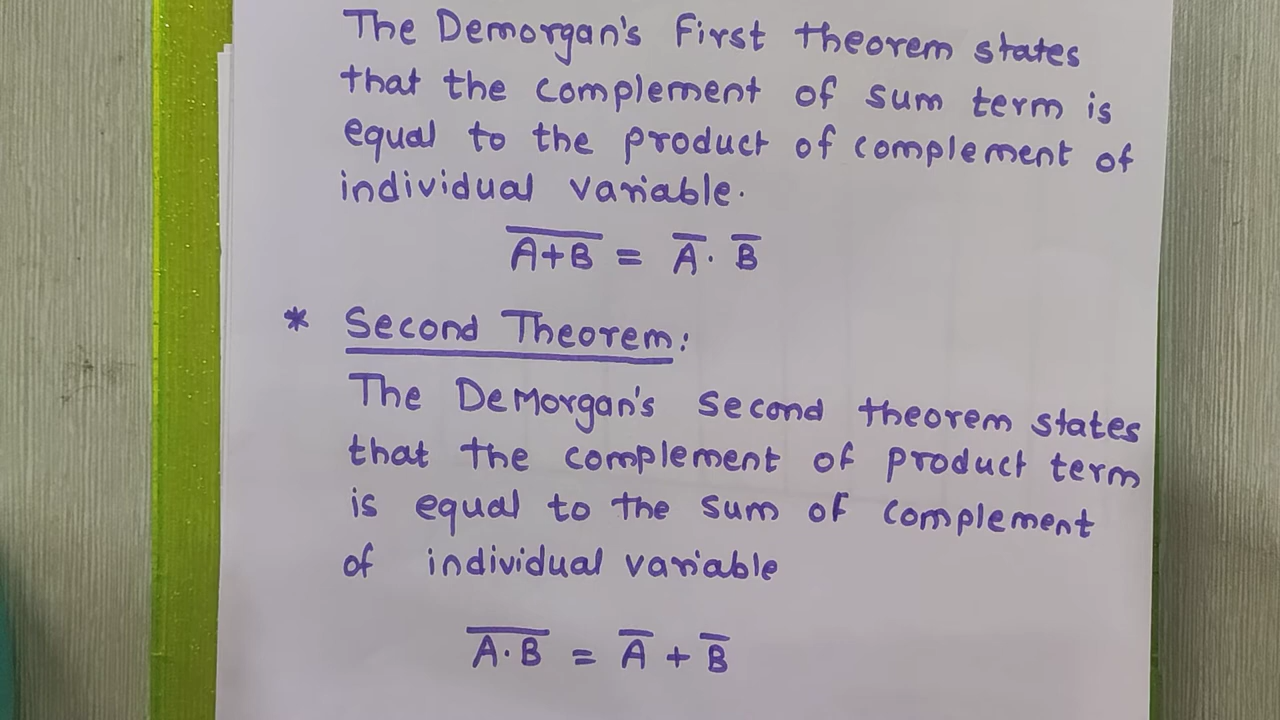 The Demorgan's First theorem states
that the complement of sum term is
equal to the product of complement of
individual variable.
A̅+̅B̅ = A̅ · B̅
* Second Theorem:
The DeMorgan's second theorem states
that the complement of product term
is equal to the sum of complement
of individual variable
A̅·̅B̅ = A̅ + B̅